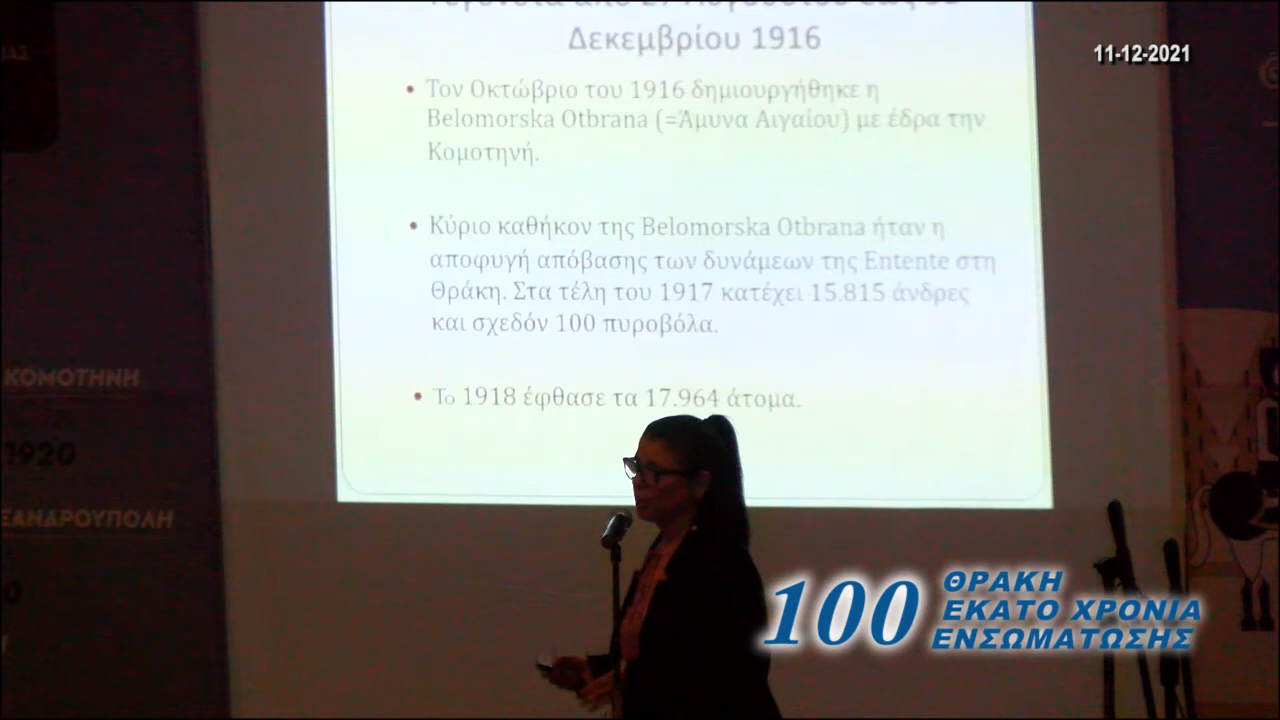 Δεκεμβρίου 1916
11-12-2021
• Τον Οκτώβριο του 1916 δημιουργήθηκε η
Belomorska Otbrana (=Άμυνα Αιγαίου) με έδρα την
Κομοτηνή.
• Κύριο καθήκον της Belomorska Otbrana ήταν η
αποφυγή απόβασης των δυνάμεων της Entente στη
Θράκη. Στα τέλη του 1917 κατέχει 15.815 άνδρες
και σχεδόν 100 πυροβόλα.
• Το 1918 έφθασε τα 17.964 άτομα.
ΚΟΜΟΤΗΝΗ
1920
ΞΑΝΔΡΟΥΠΟΛΗ
100 ΘΡΑΚΗ
ΕΚΑΤΟ ΧΡΟΝΙΑ
ΕΝΣΩΜΑΤΩΣΗΣ